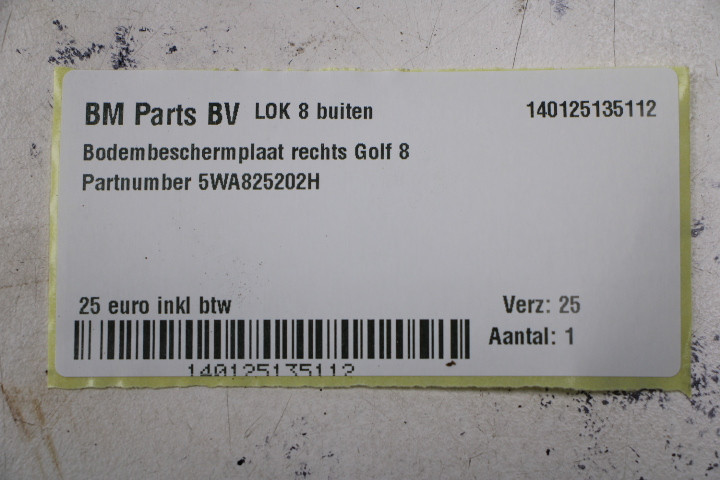 BM Parts BV LOK 8 buiten 140125135112
Bodembeschermplaat rechts Golf 8
Partnumber 5WA825202H
25 euro inkl btw Verz: 25
Aantal: 1
140125135112